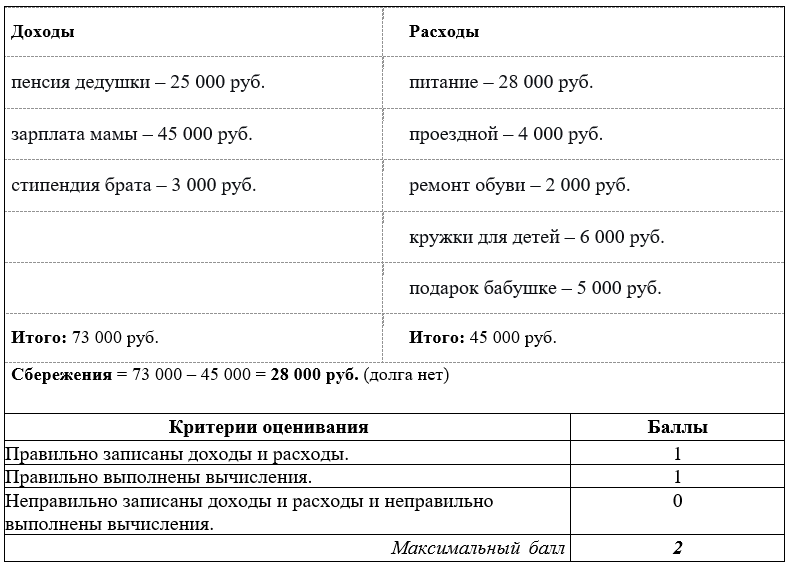 Доходы Расходы
пенсия дедушки – 25 000 руб. питание – 28 000 руб.
зарплата мамы – 45 000 руб. проездной – 4 000 руб.
стипендия брата – 3 000 руб. ремонт обуви – 2 000 руб.
кружки для детей – 6 000 руб.
подарок бабушке – 5 000 руб.
Итого: 73 000 руб. Итого: 45 000 руб.
Сбережения = 73 000 – 45 000 = 28 000 руб. (долга нет)
Критерии оценивания Баллы
Правильно записаны доходы и расходы. 1
Правильно выполнены вычисления. 1
Неправильно записаны доходы и расходы и неправильно 0
выполнены вычисления.
Максимальный балл 2